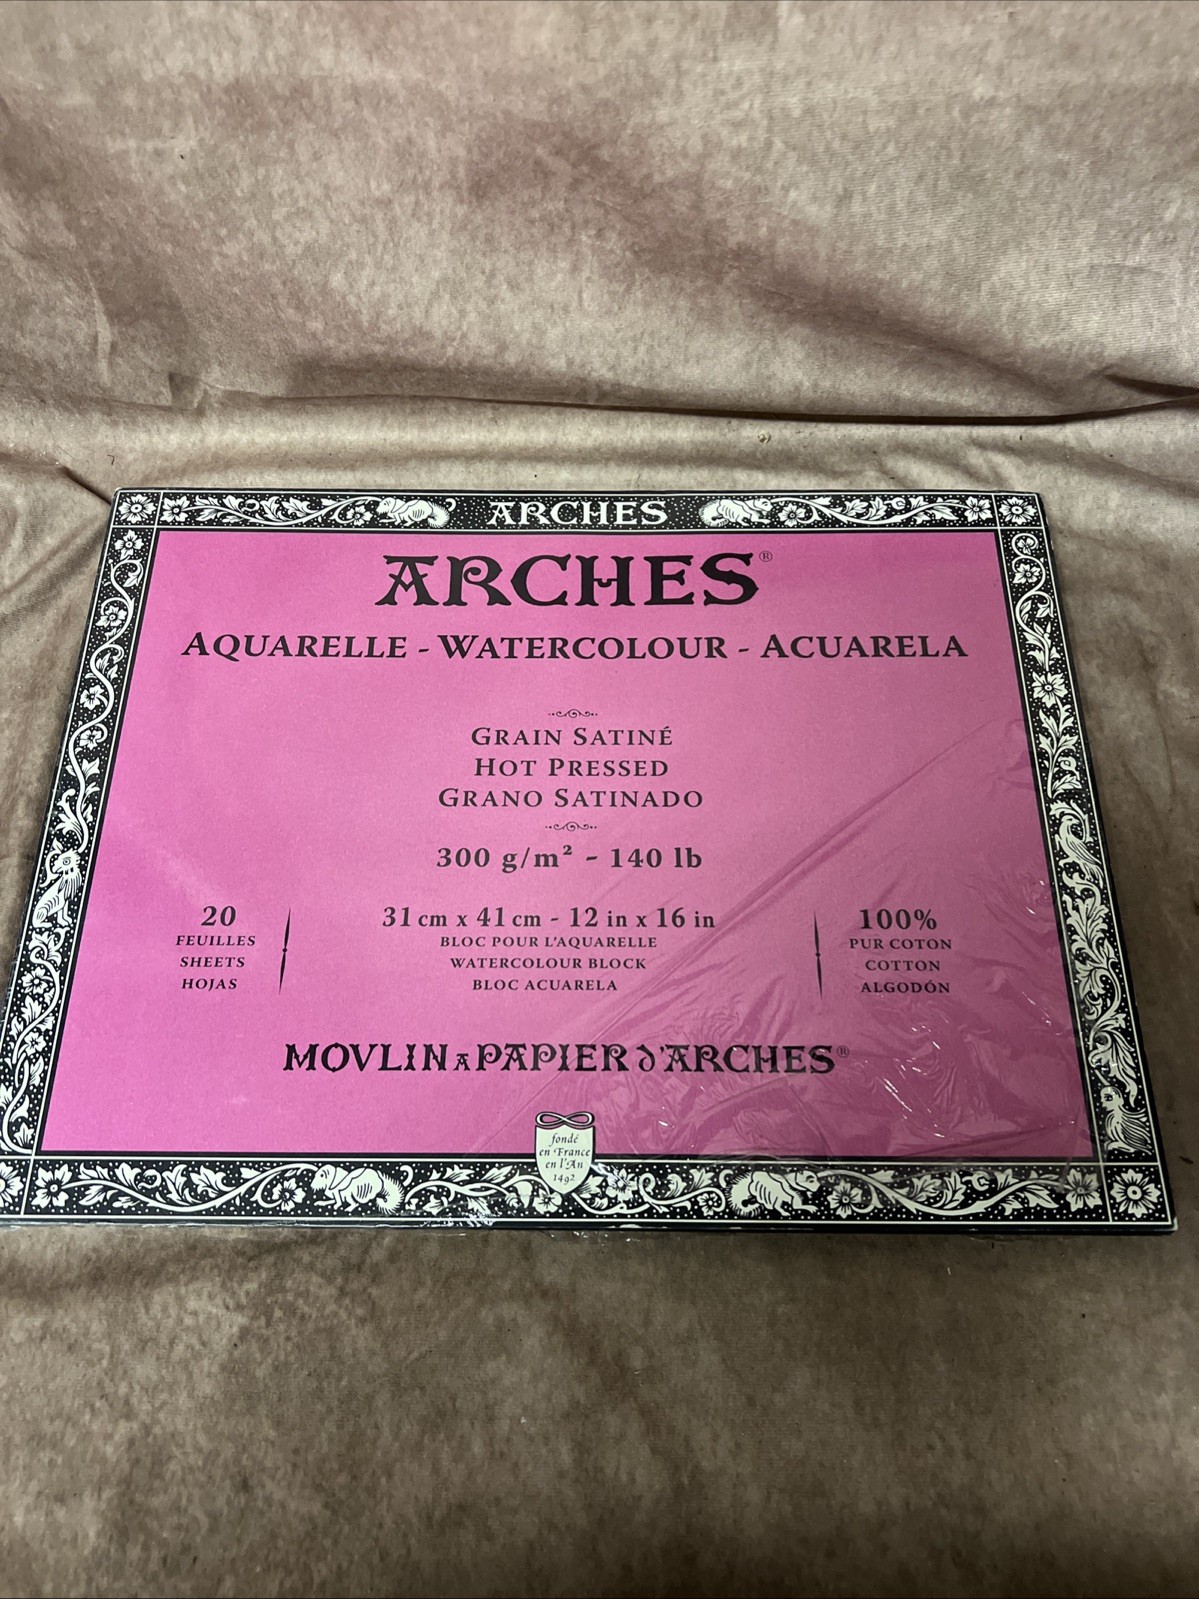 ARCHES
ARCHES®
AQUARELLE - WATERCOLOUR - ACUARELA
GRAIN SATINÉ
HOT PRESSED
GRANO SATINADO
300 g/m² - 140 lb
20
FEUILLES
SHEETS
HOJAS
31 cm x 41 cm - 12 in x 16 in
BLOC POUR L'AQUARELLE
WATERCOLOUR BLOCK
BLOC ACUARELA
100%
PUR COTON
COTTON
ALGODÓN
MOVLIN A PAPIER d'ARCHES®
fondé
en France
en l'An
1492